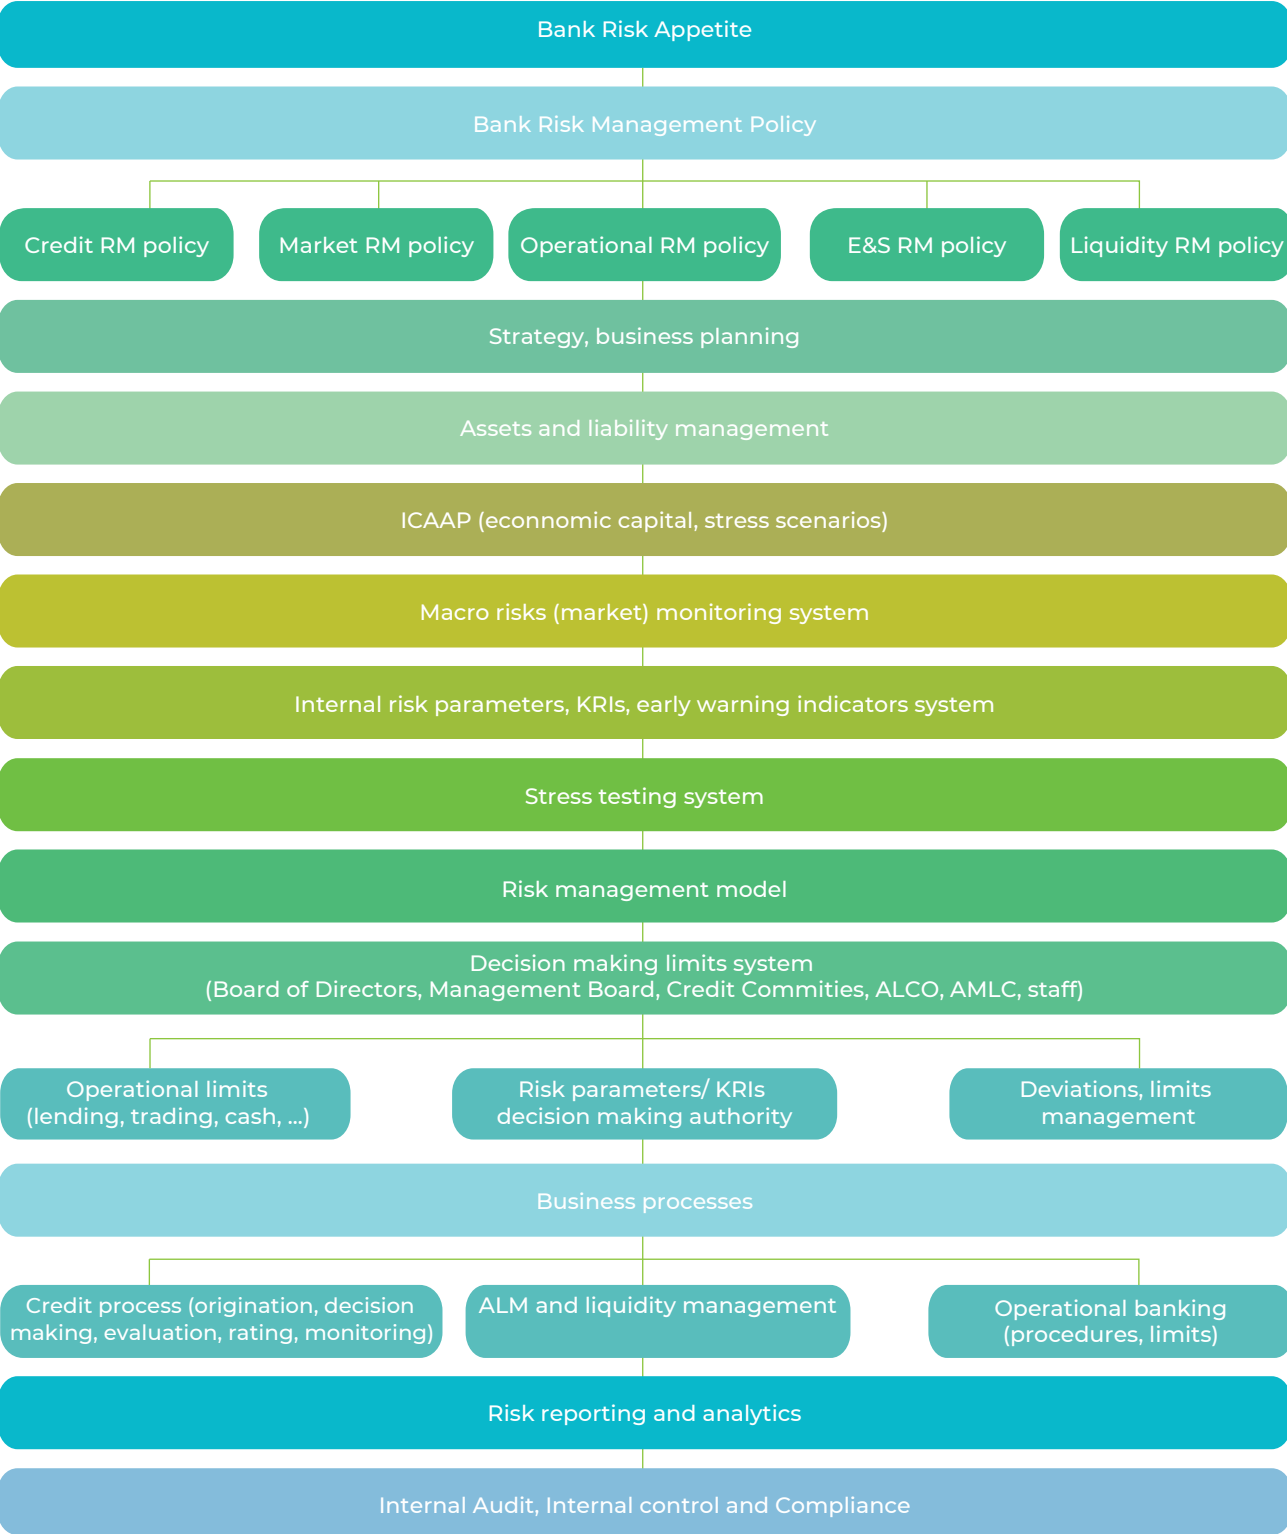 Bank Risk Appetite
Bank Risk Management Policy
Credit RM policy
Market RM policy
Operational RM policy
E&S RM policy
Liquidity RM policy
Strategy, business planning
Assets and liability management
ICAAP (econnomic capital, stress scenarios)
Macro risks (market) monitoring system
Internal risk parameters, KRIs, early warning indicators system
Stress testing system
Risk management model
Decision making limits system
(Board of Directors, Management Board, Credit Commities, ALCO, AMLC, staff)
Operational limits
(lending, trading, cash, ...)
Risk parameters/ KRIs
decision making authority
Deviations, limits
management
Business processes
Credit process (origination, decision
making, evaluation, rating, monitoring)
ALM and liquidity management
Operational banking
(procedures, limits)
Risk reporting and analytics
Internal Audit, Internal control and Compliance